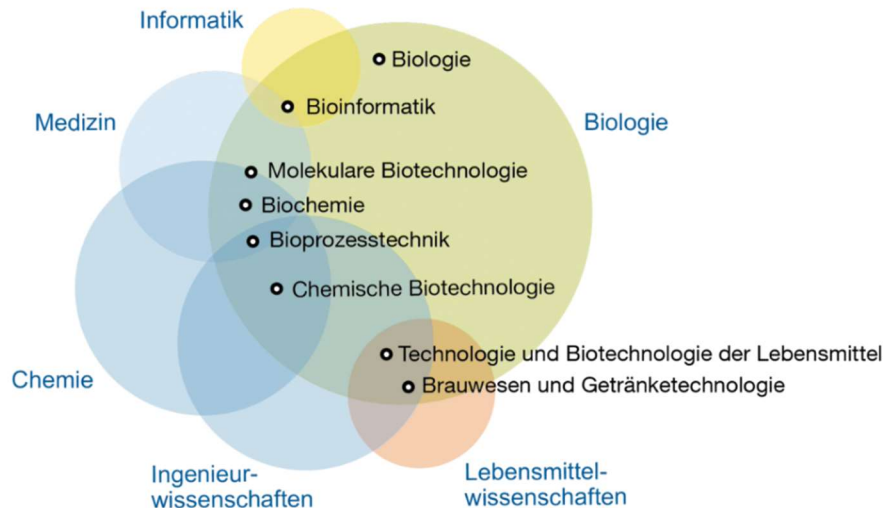 Informatik
Biologie
Medizin
Bioinformatik
Biologie
Molekulare Biotechnologie
Biochemie
Bioprozesstechnik
Chemische Biotechnologie
Technologie und Biotechnologie der Lebensmittel
Chemie
Brauwesen und Getränketechnologie
Ingenieur-
wissenschaften
Lebensmittel-
wissenschaften